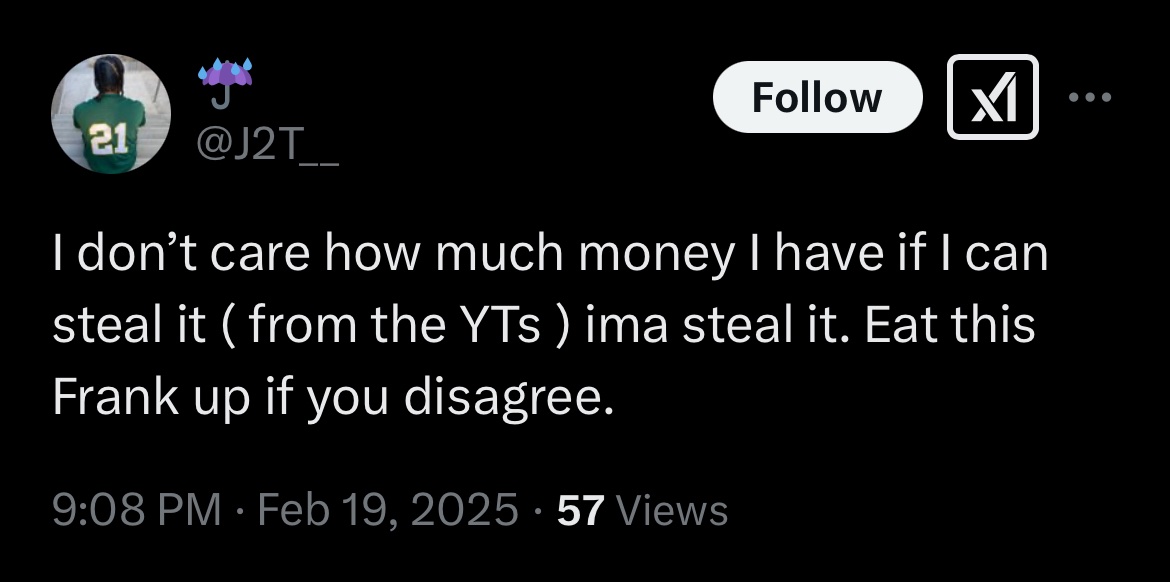 21
@J2T__
Follow
I don’t care how much money I have if I can
steal it ( from the YTs ) ima steal it. Eat this
Frank up if you disagree.
9:08 PM · Feb 19, 2025 · 57 Views